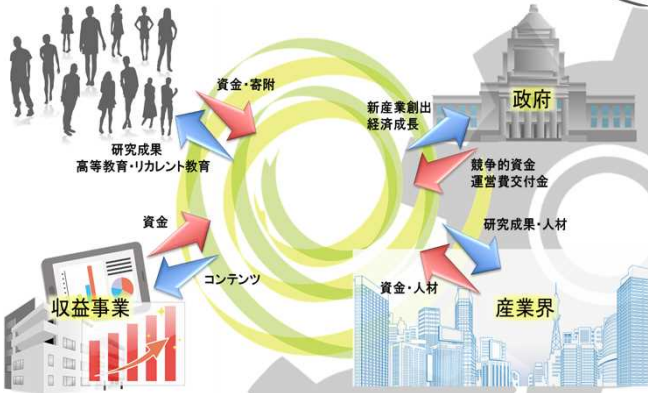 資金・寄附
新産業創出
経済成長
政府
研究成果
高等教育・リカレント教育
競争的資金
運営費交付金
資金
研究成果・人材
コンテンツ
資金・人材
収益事業
産業界